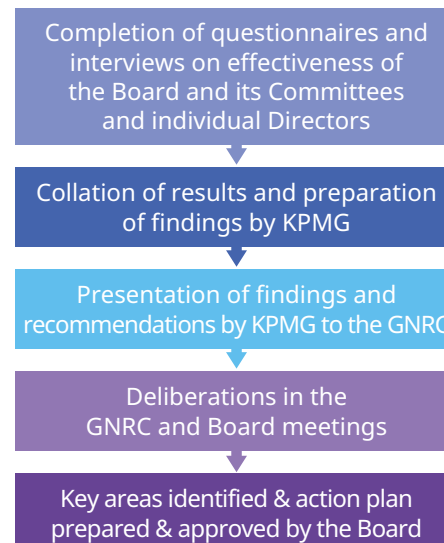 Completion of questionnaires and
interviews on effectiveness of
the Board and its Committees
and individual Directors
Collation of results and preparation
of findings by KPMG
Presentation of findings and
recommendations by KPMG to the GNRC
Deliberations in the
GNRC and Board meetings
Key areas identified & action plan
prepared & approved by the Board